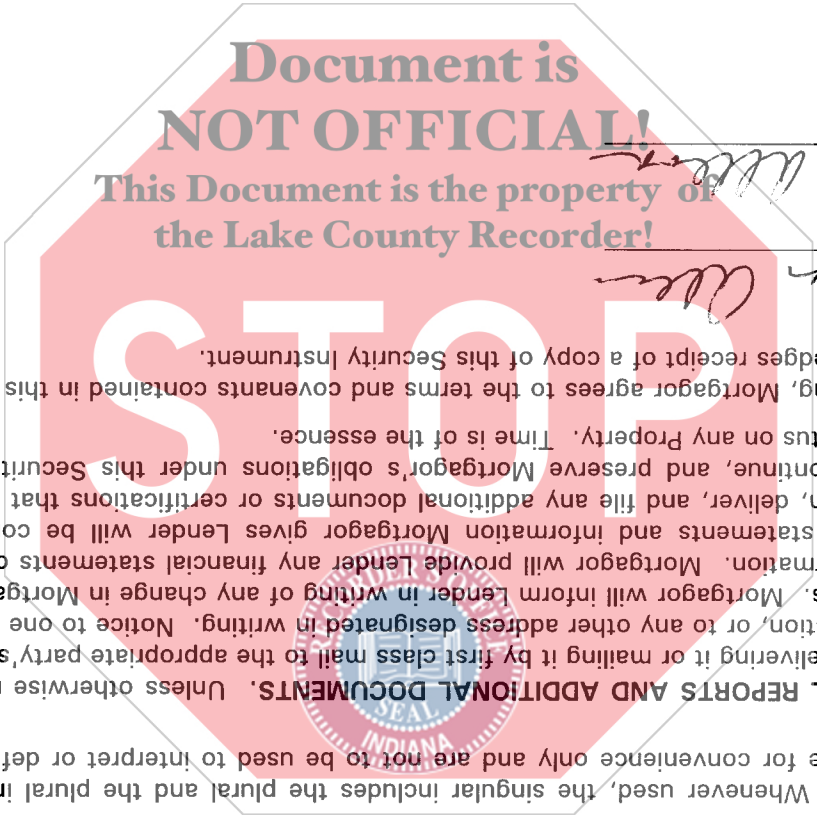 Document is
NOT OFFICIAL!
This Document is the property of
the Lake County Recorder!
STOP
RECORDER'S OFFICE
SEAL
INDIANA
Whenever used, the singular includes the plural and the plural i
e for convenience only and are not to be used to interpret or def
L REPORTS AND ADDITIONAL DOCUMENTS. Unless otherwise
delivering it or mailing it by first class mail to the appropriate party's
ction, or to any other address designated in writing. Notice to one
s. Mortgagor will inform Lender in writing of any change in Mortgag
rmation. Mortgagor will provide Lender any financial statements o
statements and information Mortgagor gives Lender will be co
n, deliver, and file any additional documents or certifications that
ontinue, and preserve Mortgagor's obligations under this Securit
tus on any Property. Time is of the essence.
ng, Mortgagor agrees to the terms and covenants contained in this
edges receipt of a copy of this Security Instrument.